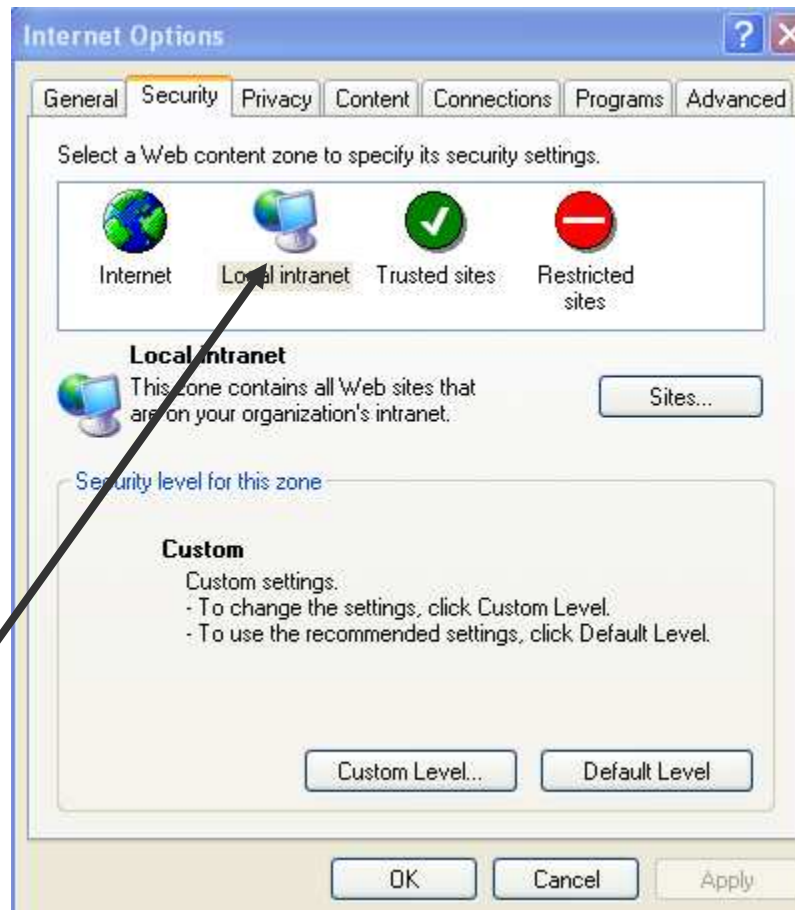 Internet Options
General Security Privacy Content Connections Programs Advanced
Select a Web content zone to specify its security settings.
Internet Local intranet Trusted sites Restricted sites
Local intranet
This zone contains all Web sites that
are on your organization's intranet.
Sites...
Security level for this zone
Custom
Custom settings.
- To change the settings, click Custom Level.
- To use the recommended settings, click Default Level.
Custom Level... Default Level
OK Cancel Apply